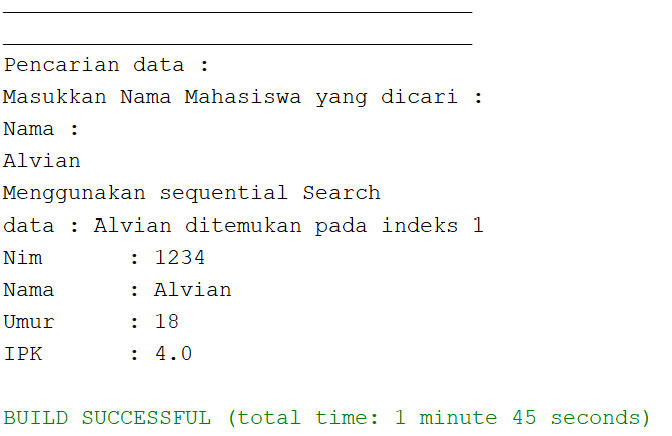 Pencarian data :
Masukkan Nama Mahasiswa yang dicari :
Nama :
Alvian
Menggunakan sequential Search
data : Alvian ditemukan pada indeks 1
Nim : 1234
Nama : Alvian
Umur : 18
IPK : 4.0
BUILD SUCCESSFUL (total time: 1 minute 45 seconds)